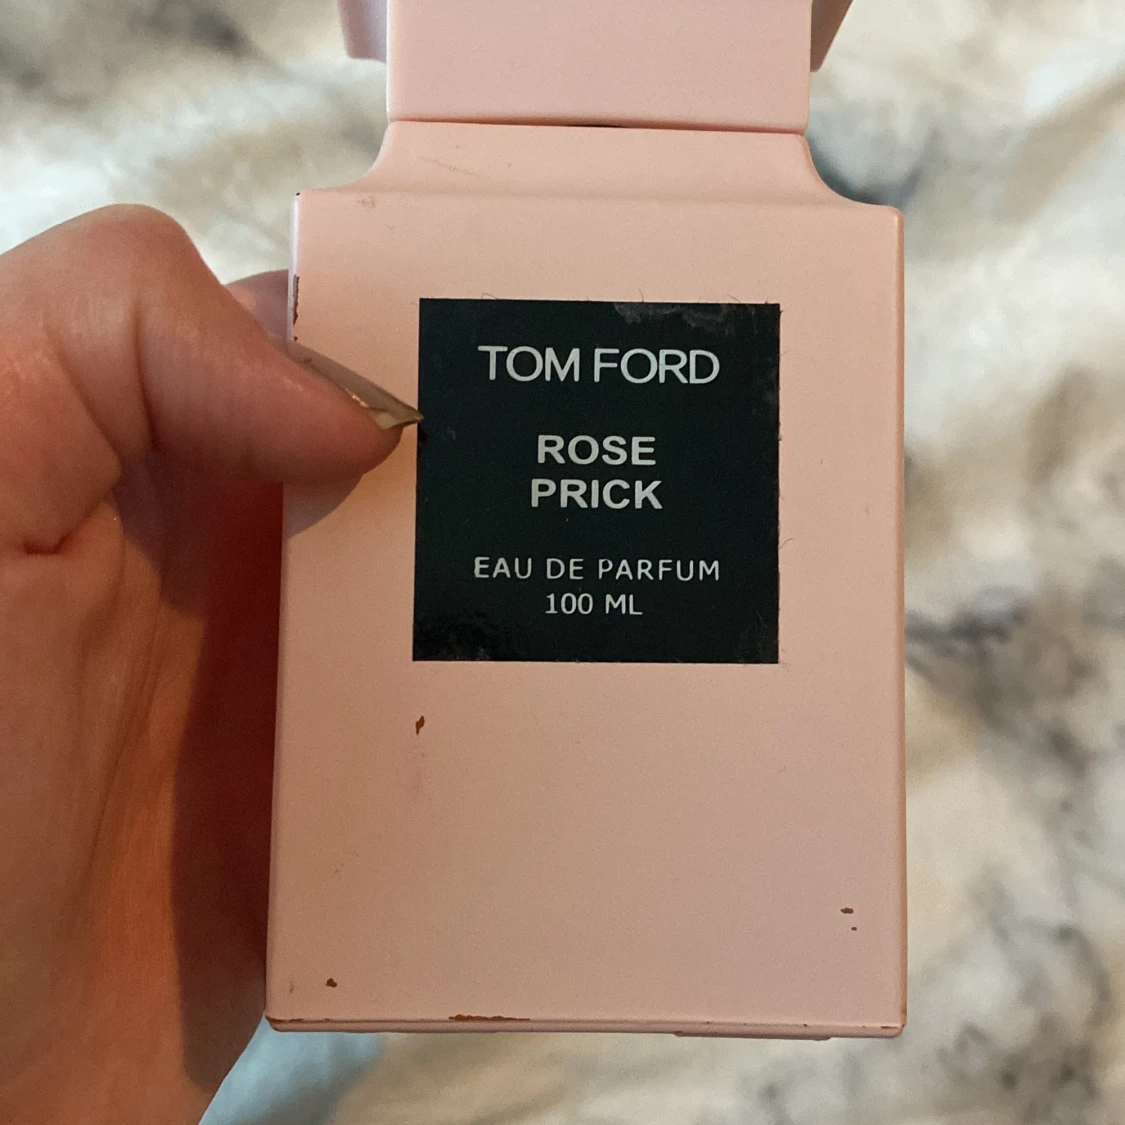 TOM FORD
ROSE
PRICK
EAU DE PARFUM
100 ML